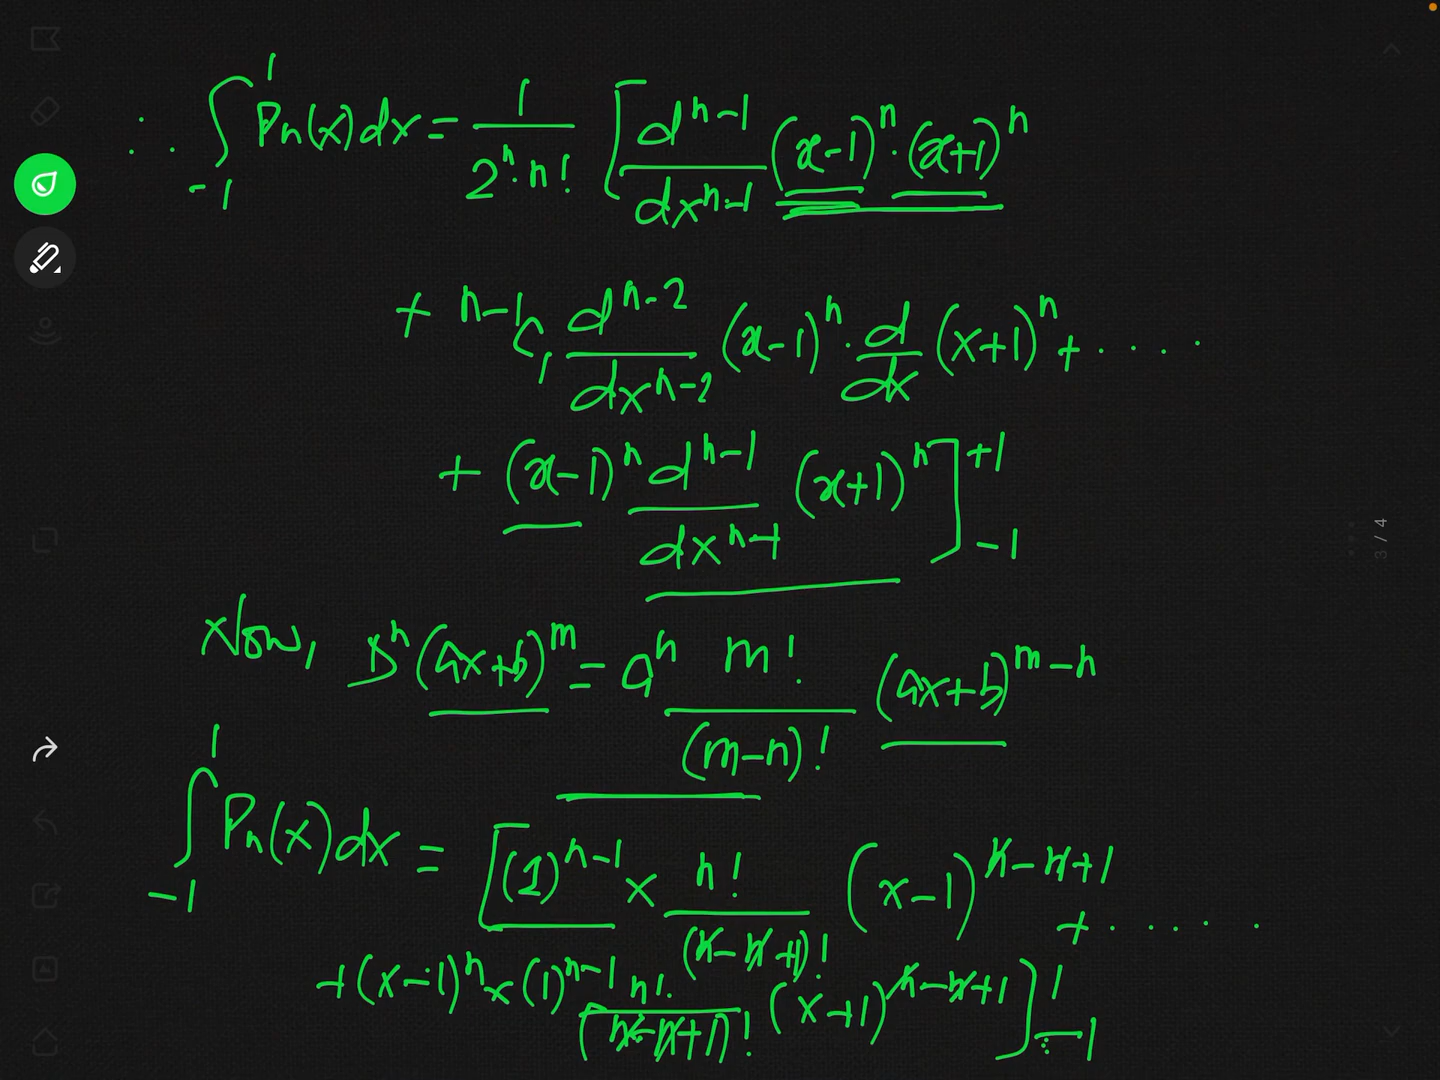 ∴ ∫_{-1}^{1} Pn(x)dx = 1/(2^n · n!) [ d^{n-1}/dx^{n-1} (x-1)^n · (x+1)^n
+ ^{n-1}C_1 d^{n-2}/dx^{n-2} (x-1)^n · d/dx (x+1)^n + ....
+ (x-1)^n d^{n-1}/dx^{n-1} (x+1)^n ]_{-1}^{+1}
Now, D^n (ax+b)^m = a^n m!/(m-n)! (ax+b)^{m-n}
∫_{-1}^{1} Pn(x)dx = [ (1)^{n-1} × n!/(n-n+1)! (x-1)^{n-n+1} + .....
+ (x-1)^n × (1)^{n-1} n!/(n-n+1)! (x+1)^{n-n+1} ]_{-1}^{1}
3 / 4